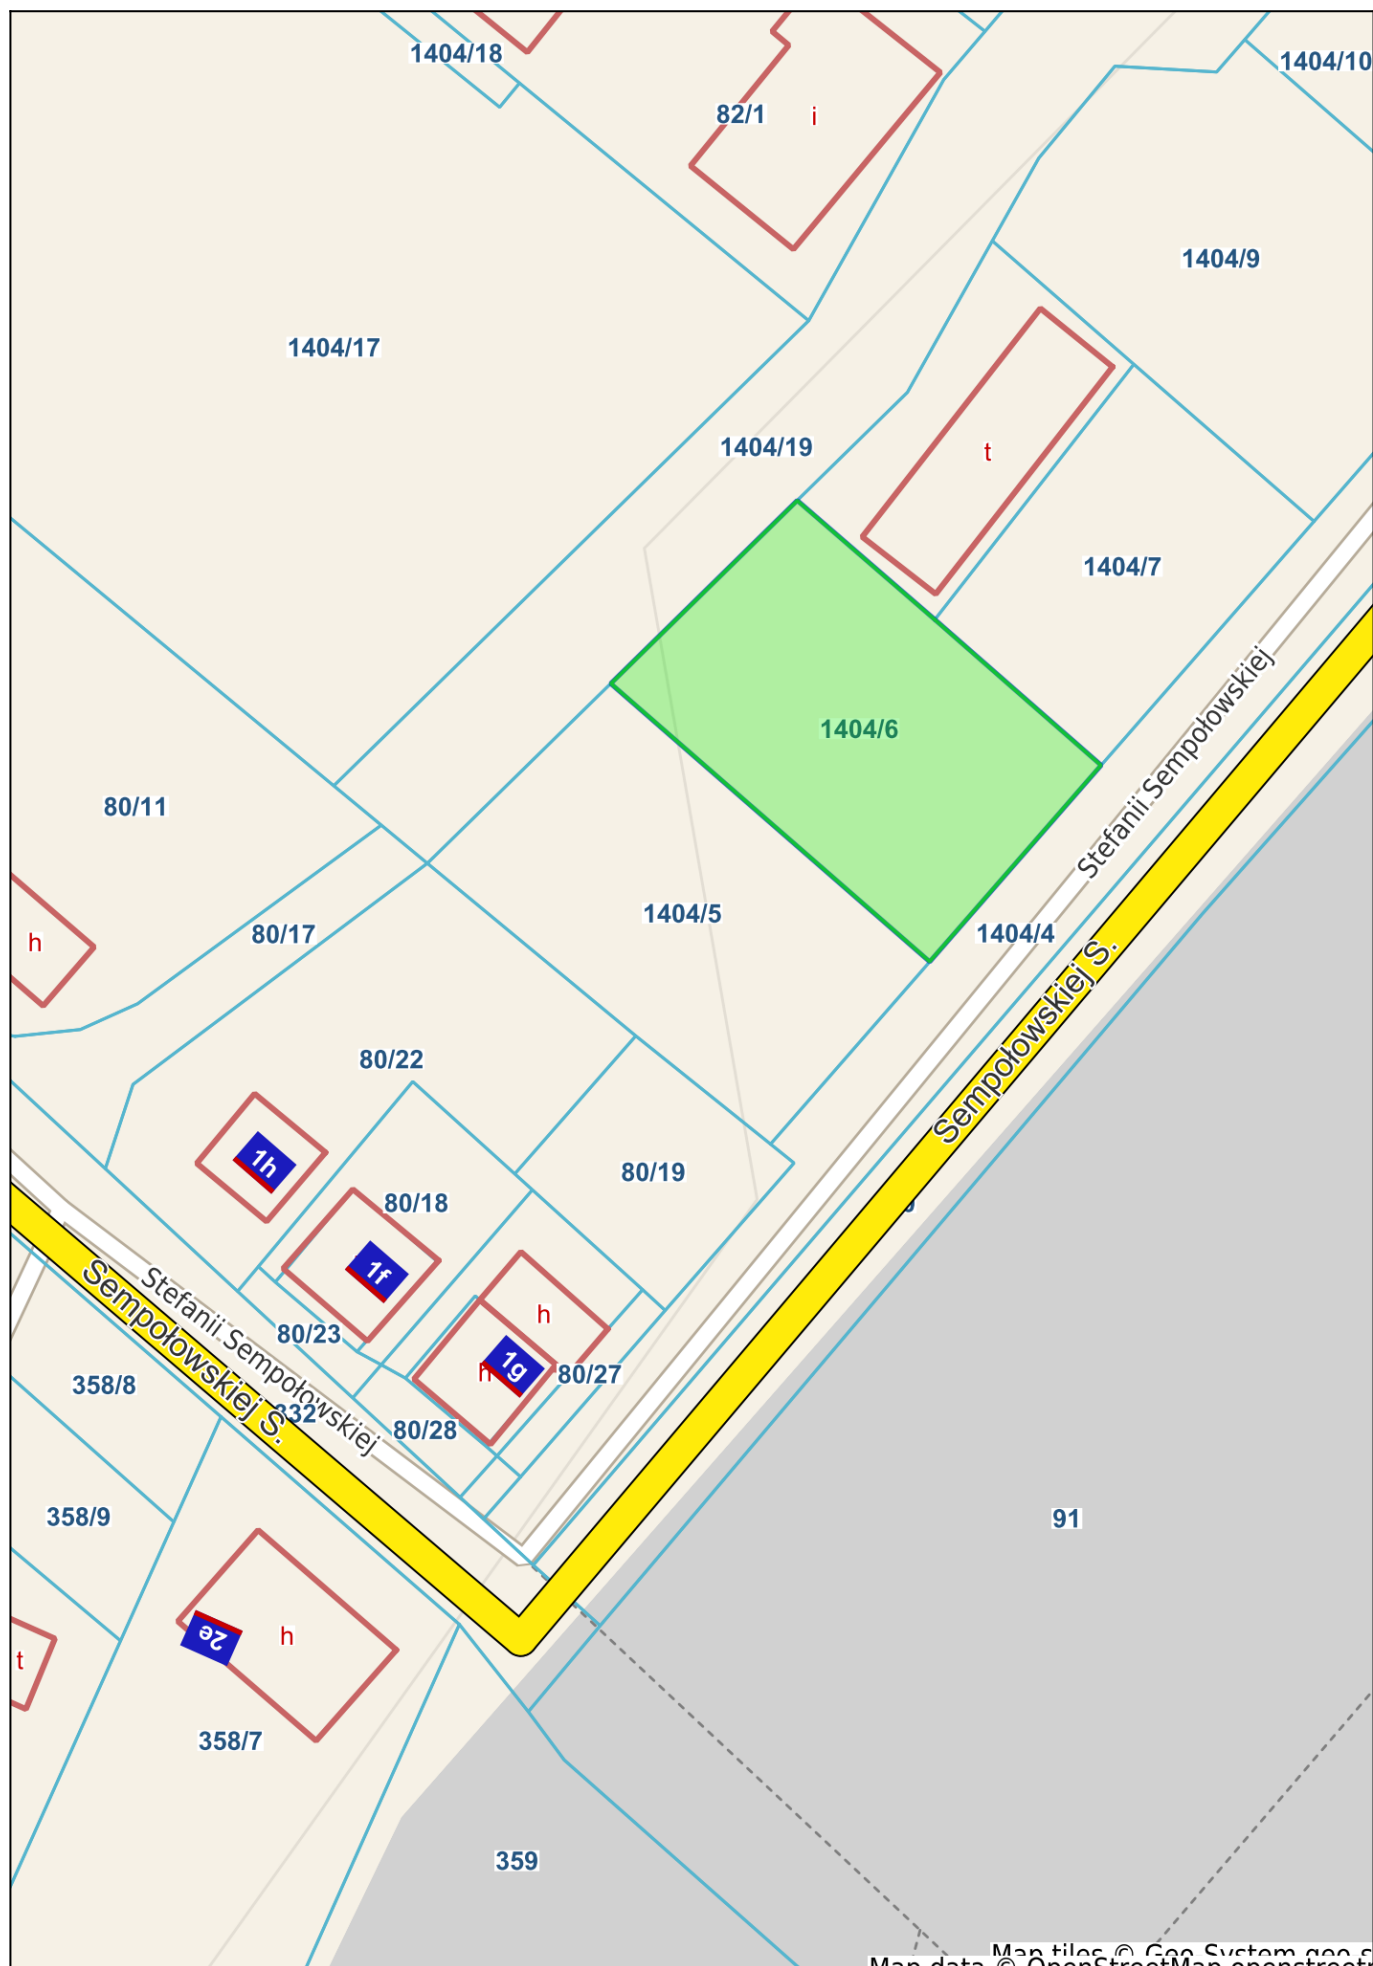 1404/18
1404/10
82/1
i
1404/9
1404/17
1404/19
t
1404/7
Stefanii Sempołowskiej
1404/6
80/11
1404/5
1404/4
80/17
h
Sempołowskiej S.
80/22
1h
80/19
80/18
1f
Stefanii Sempołowskiej
Sempołowskiej S.
80/23
h
h
1g
80/27
358/8
332
80/28
358/9
91
2e
h
t
358/7
359
Map tiles © Geo-System geo-s
Map data © OpenStreetMap openstreetm